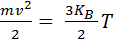 mv²/2 = 3K_B/2 T